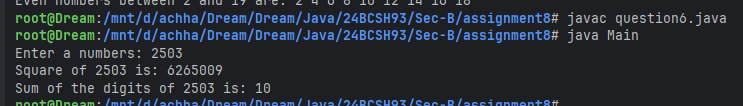 Even numbers between 2 and 19 are: 2 4 6 8 10 12 14 16 18
root@Dream:/mnt/d/achha/Dream/Dream/Java/24BCSH93/Sec-B/assignment8# javac question6.java
root@Dream:/mnt/d/achha/Dream/Dream/Java/24BCSH93/Sec-B/assignment8# java Main
Enter a numbers: 2503
Square of 2503 is: 6265009
Sum of the digits of 2503 is: 10
root@Dream:/mnt/d/achha/Dream/Dream/Java/24BCSH93/Sec-B/assignment8#